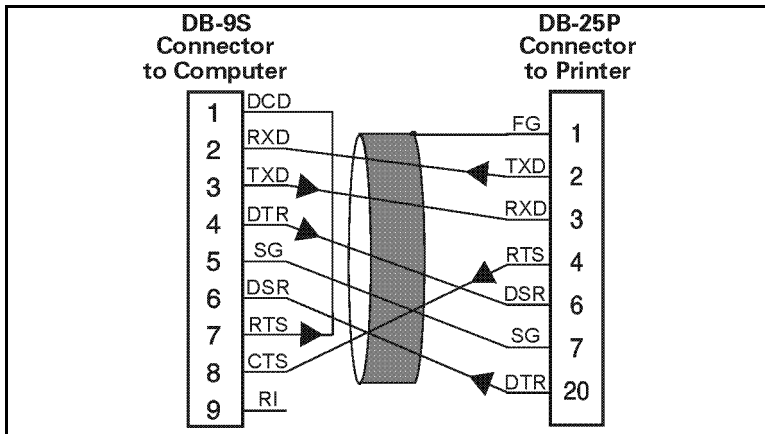 DB-9S
Connector
to Computer
DB-25P
Connector
to Printer
1 DCD
2 RXD
3 TXD
4 DTR
5 SG
6 DSR
7 RTS
8 CTS
9 RI
FG 1
TXD 2
RXD 3
RTS 4
DSR 6
SG 7
DTR 20